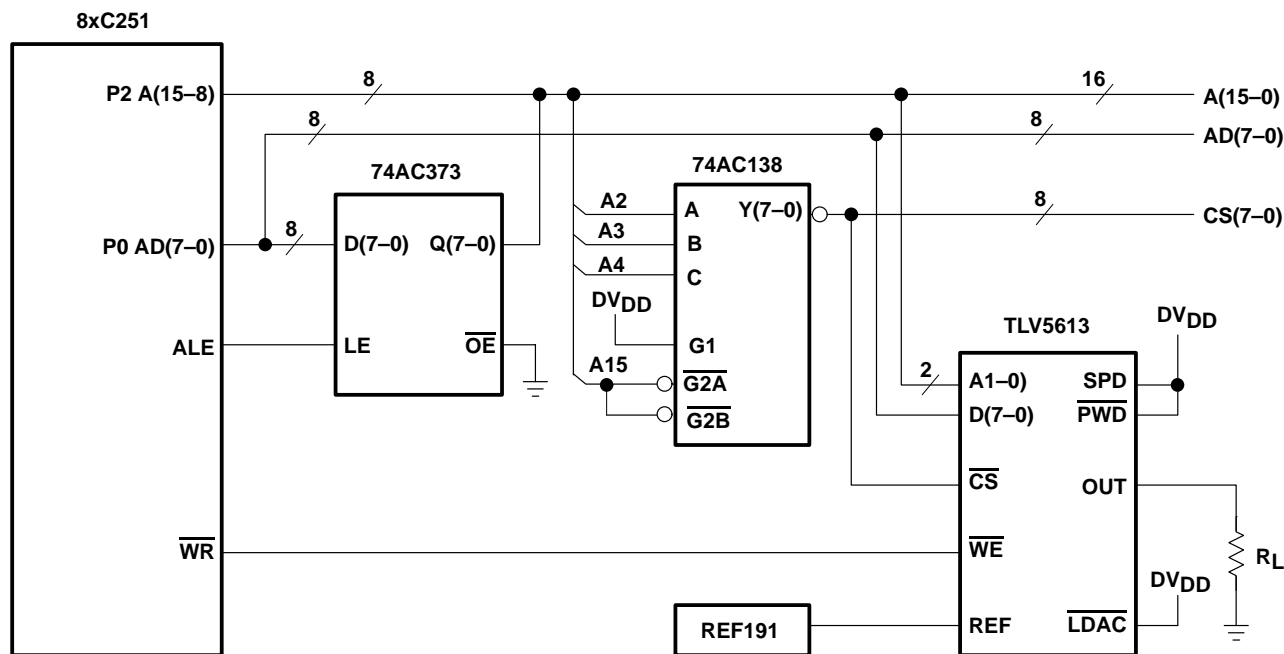 8xC251
P2 A(15–8)
8
16
A(15–0)
8
8
AD(7–0)
74AC373
74AC138
P0 AD(7–0)
8
D(7–0)
Q(7–0)
A2
A
Y(7–0)
8
CS(7–0)
A3
B
A4
C
DVDD
ALE
LE
OE
G1
A15
G2A
G2B
TLV5613
DVDD
2
A1–0)
SPD
D(7–0)
PWD
CS
OUT
WR
WE
RL
DVDD
REF191
REF
LDAC